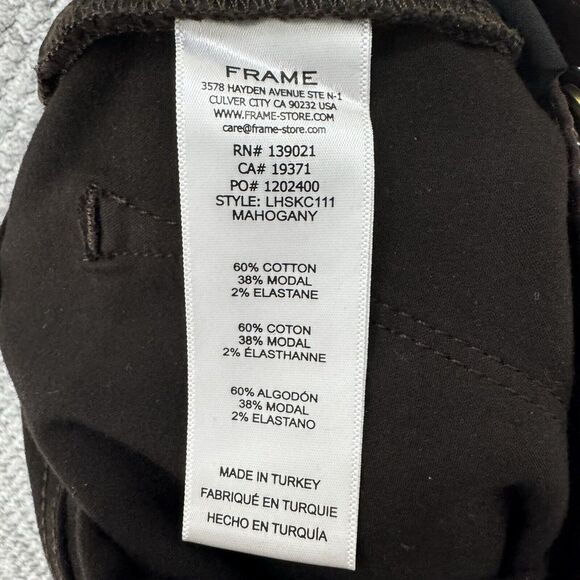 FRAME
3578 HAYDEN AVENUE STE N-1
CULVER CITY CA 90232 USA
WWW.FRAME-STORE.COM
care@frame-store.com
RN# 139021
CA# 19371
PO# 1202400
STYLE: LHSKC111
MAHOGANY
60% COTTON
38% MODAL
2% ELASTANE
60% COTON
38% MODAL
2% ÉLASTHANNE
60% ALGODÓN
38% MODAL
2% ELASTANO
MADE IN TURKEY
FABRIQUÉ EN TURQUIE
HECHO EN TURQUÍA